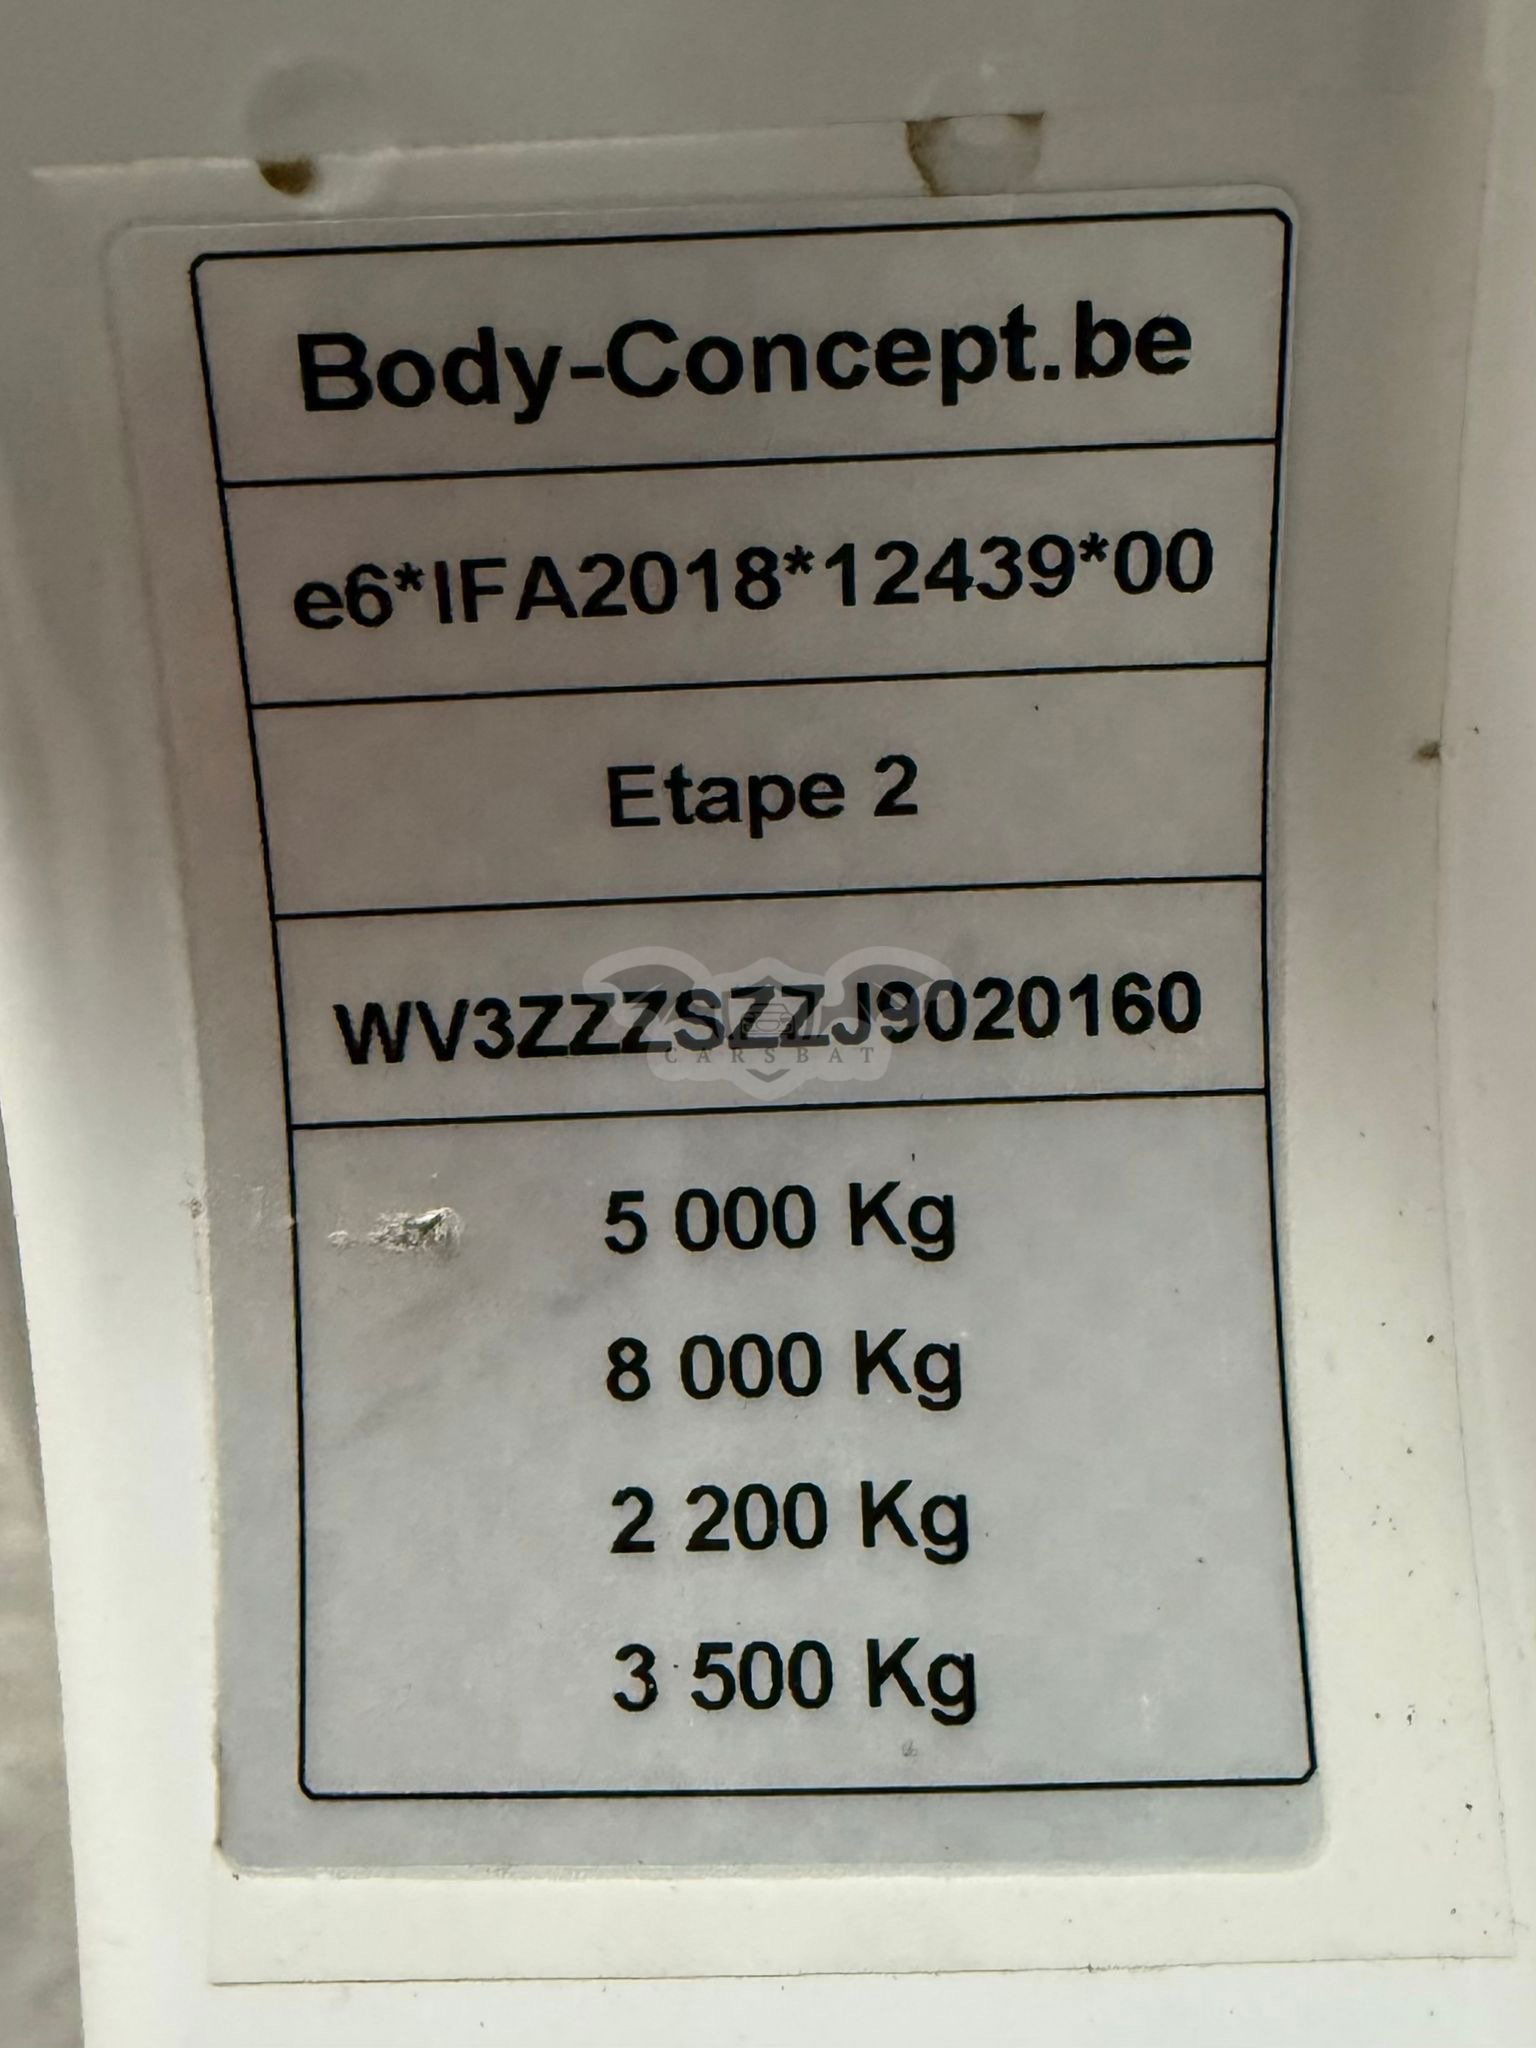 Body-Concept.be
e6*IFA2018*12439*00
Etape 2
WV3ZZZSZZJ9020160
CARSBAT
5 000 Kg
8 000 Kg
2 200 Kg
3 500 Kg